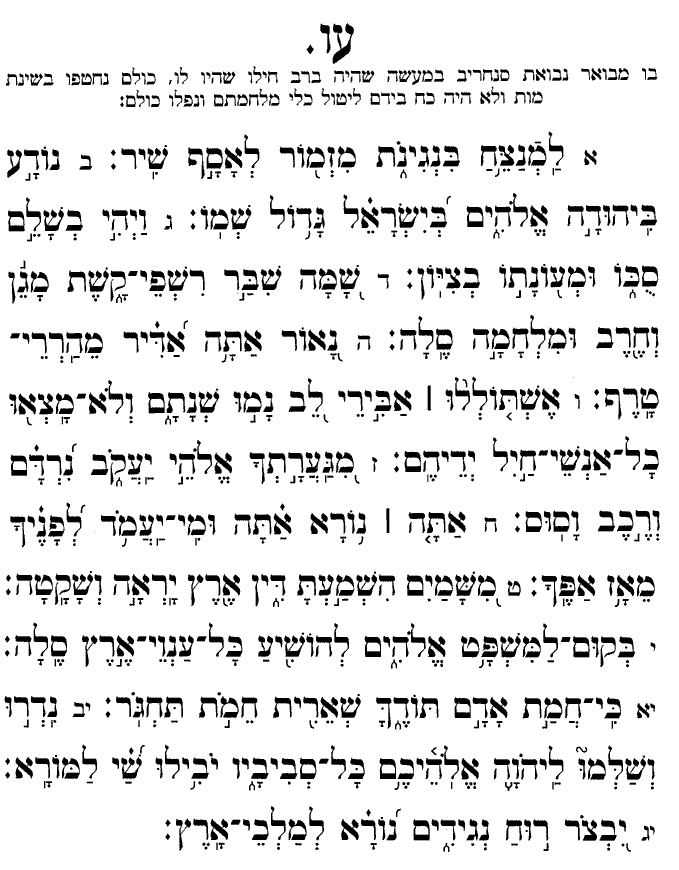 עו.
בו מבואר נבואת סנחריב במעשה שהיה ברב חילו שהיו לו, כולם נחטפו בשינת
מות ולא היה כח בידם ליטול כלי מלחמתם ונפלו כולם:
א לַמְנַצֵּחַ בִּנְגִינֹת מִזְמוֹר לְאָסָף שִׁיר: ב נוֹדָע
בִּיהוּדָה אֱלֹהִים בְּיִשְׂרָאֵל גָּדוֹל שְׁמוֹ: ג וַיְהִי בְשָׁלֵם
סֻכּוֹ וּמְעוֹנָתוֹ בְצִיּוֹן: ד שָׁמָּה שִׁבַּר רִשְׁפֵי־קָשֶׁת מָגֵן
וְחֶרֶב וּמִלְחָמָה סֶלָה: ה נָאוֹר אַתָּה אַדִּיר מֵהַרְרֵי־
טָרֶף: ו אֶשְׁתּוֹלְלוּ | אַבִּירֵי לֵב נָמוּ שְׁנָתָם וְלֹא־מָצְאוּ
כָל־אַנְשֵׁי־חַיִל יְדֵיהֶם: ז מִגַּעֲרָתְךָ אֱלֹהֵי יַעֲקֹב נִרְדָּם
וְרֶכֶב וָסוּס: ח אַתָּה | נוֹרָא אַתָּה וּמִי־יַעֲמֹד לְפָנֶיךָ
מֵאָז אַפֶּךָ: ט מִשָּׁמַיִם הִשְׁמַעְתָּ דִּין אֶרֶץ יָרְאָה וְשָׁקָטָה:
י בְּקוּם־לַמִּשְׁפָּט אֱלֹהִים לְהוֹשִׁיעַ כָּל־עַנְוֵי־אֶרֶץ סֶלָה:
יא כִּי־חֲמַת אָדָם תּוֹדֶךָּ שְׁאֵרִית חֵמֹת תַּחְגֹּר: יב נִדְרוּ
וְשַׁלְּמוּ לַיהוָה אֱלֹהֵיכֶם כָּל־סְבִיבָיו יֹבִילוּ שַׁי לַמּוֹרָא:
יג יִבְצֹר רוּחַ נְגִידִים נוֹרָא לְמַלְכֵי־אָרֶץ: